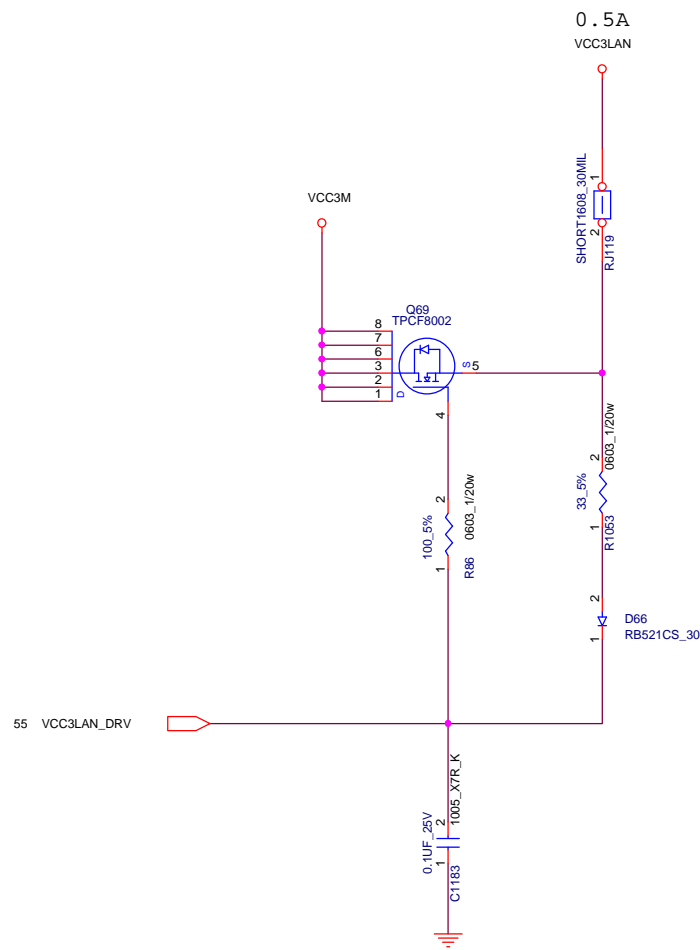 0.5A
VCC3LAN
1
SHORT1608_30MIL
2
RJ119
VCC3M
Q69
TPCF8002
8
7
6
3
2
1
D
S
5
4
2
0603_1/20w
100_5%
1
R86
2
0603_1/20w
33_5%
1
R1053
2
D66
1
RB521CS_30
55 VCC3LAN_DRV
1005_X7R_K
2
0.1UF_25V
1
C1183